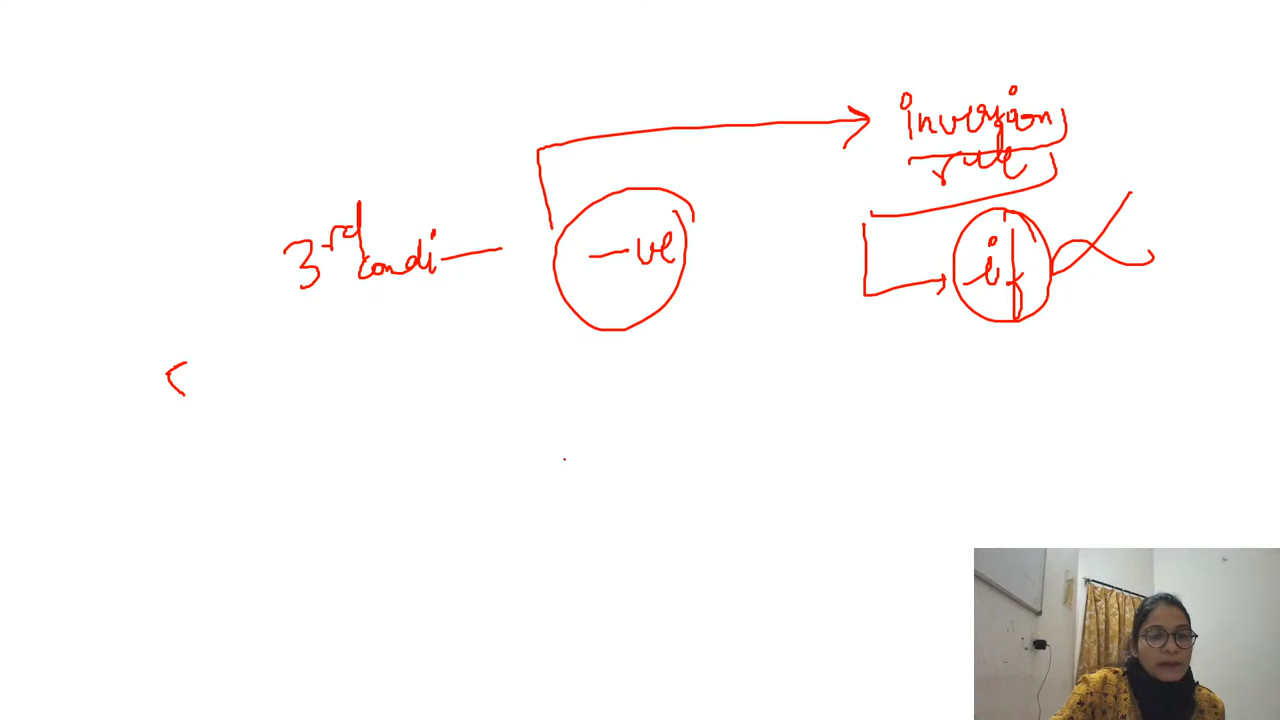 inversion
rule
3rd condi —
-ve
if